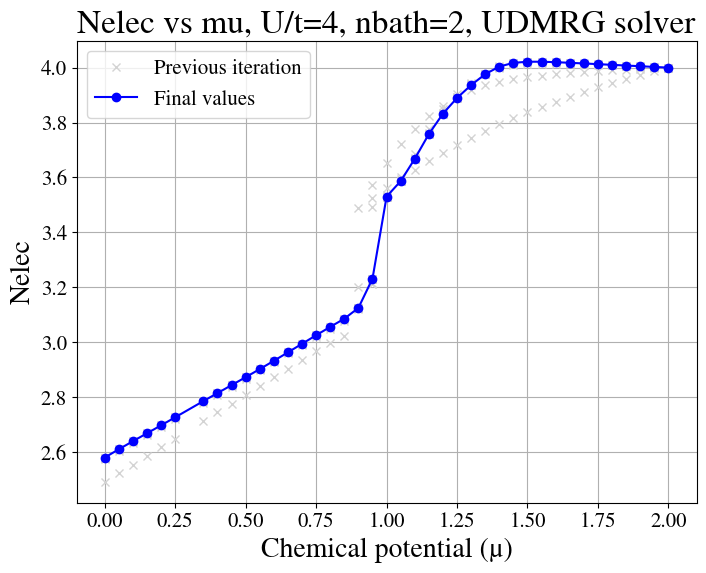 Nelec vs mu, U/t=4, nbath=2, UDMRG solver
Previous iteration
Final values
4.0
3.8
3.6
3.4
3.2
3.0
2.8
2.6
Nelec
0.00 0.25 0.50 0.75 1.00 1.25 1.50 1.75 2.00
Chemical potential (μ)